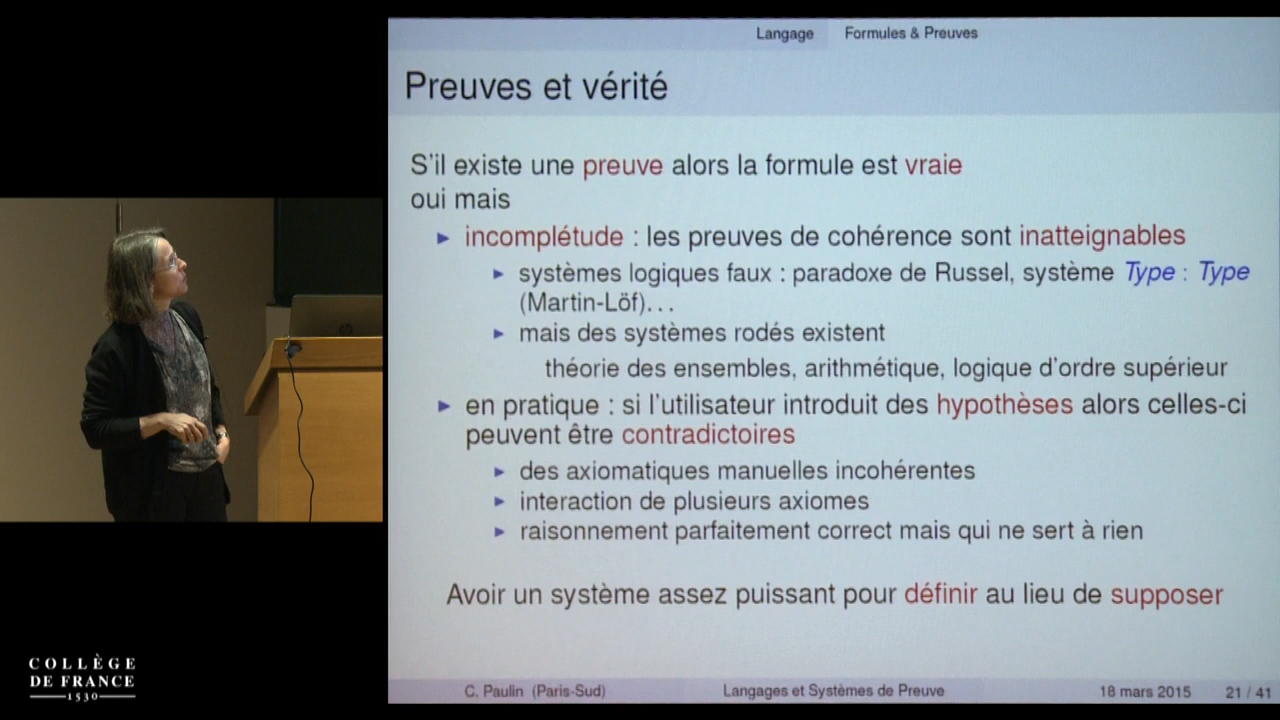 Langage Formules & Preuves
Preuves et vérité
S'il existe une preuve alors la formule est vraie
oui mais
► incomplétude : les preuves de cohérence sont inatteignables
► systèmes logiques faux : paradoxe de Russel, système Type : Type
(Martin-Löf)...
► mais des systèmes rodés existent
théorie des ensembles, arithmétique, logique d'ordre supérieur
► en pratique : si l'utilisateur introduit des hypothèses alors celles-ci
peuvent être contradictoires
► des axiomatiques manuelles incohérentes
► interaction de plusieurs axiomes
► raisonnement parfaitement correct mais qui ne sert à rien
Avoir un système assez puissant pour définir au lieu de supposer
C. Paulin (Paris-Sud) Langages et Systèmes de Preuve 18 mars 2015 21 / 41
COLLÈGE
DE FRANCE
1530